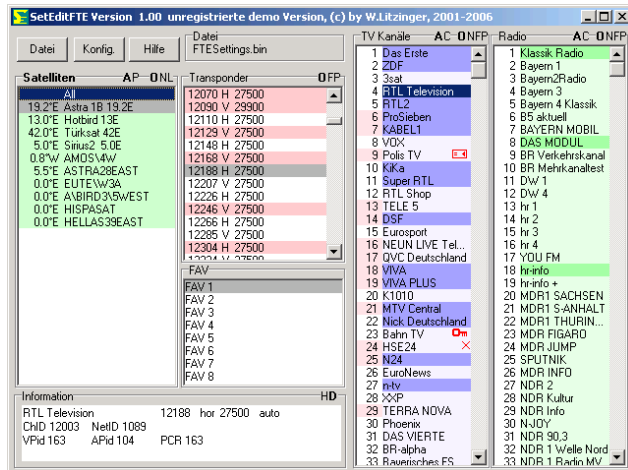 SetEditFTE Version 1.00 unregistrierte demo Version, (c) by W.Litzinger, 2001-2006
Datei
Konfig.
Hilfe
Datei
FTESettings.bin
Satelliten AP ONL
All
19.2°E Astra 1B 19.2E
13.0°E Hotbird 13E
42.0°E Türksat 42E
5.0°E Sirius2 5.0E
0.8°W AMOS\4W
5.5°E ASTRA28EAST
0.0°E EUTE\W3A
0.0°E A\BIRD3\5WEST
0.0°E HISPASAT
0.0°E HELLAS39EAST
Transponder OFP
12070 H 27500
12090 V 29900
12110 H 27500
12129 V 27500
12148 H 27500
12168 V 27500
12188 H 27500
12207 V 27500
12226 H 27500
12246 V 27500
12266 H 27500
12285 V 27500
12304 H 27500
12324 V 27500
FAV
FAV 1
FAV 2
FAV 3
FAV 4
FAV 5
FAV 6
FAV 7
FAV 8
Information HD
RTL Television 12188 hor 27500 auto
ChID 12003 NetID 1089
VPid 163 APid 104 PCR 163
TV Kanäle AC ONFP
1 Das Erste
2 ZDF
3 3sat
4 RTL Television
5 RTL2
6 ProSieben
7 KABEL1
8 VOX
9 Polis TV
10 KiKa
11 Super RTL
12 RTL Shop
13 TELE 5
14 DSF
15 Eurosport
16 NEUN LIVE Tel...
17 QVC Deutschland
18 VIVA
19 VIVA PLUS
20 K1010
21 MTV Central
22 Nick Deutschland
23 Bahn TV
24 HSE24
25 N24
26 EuroNews
27 n-tv
28 XXP
29 TERRA NOVA
30 Phoenix
31 DAS VIERTE
32 BR-alpha
33 Bayerisches FS
Radio AC ONFP
1 Klassik Radio
2 Bayern 1
3 Bayern2Radio
4 Bayern 3
5 Bayern 4 Klassik
6 B5 aktuell
7 BAYERN MOBIL
8 DAS MODUL
9 BR Verkehrskanal
10 BR Mehrkanaltest
11 DW 1
12 DW 4
13 hr 1
14 hr 2
15 hr 3
16 hr 4
17 YOU FM
18 hr-info
19 hr-info +
20 MDR1 SACHSEN
21 MDR1 S-ANHALT
22 MDR1 THURIN...
23 MDR FIGARO
24 MDR JUMP
25 SPUTNIK
26 MDR INFO
27 NDR 2
28 NDR Kultur
29 NDR Info
30 N-JOY
31 NDR 90,3
32 NDR 1 Welle Nord
33 NDR 1 Radio MV